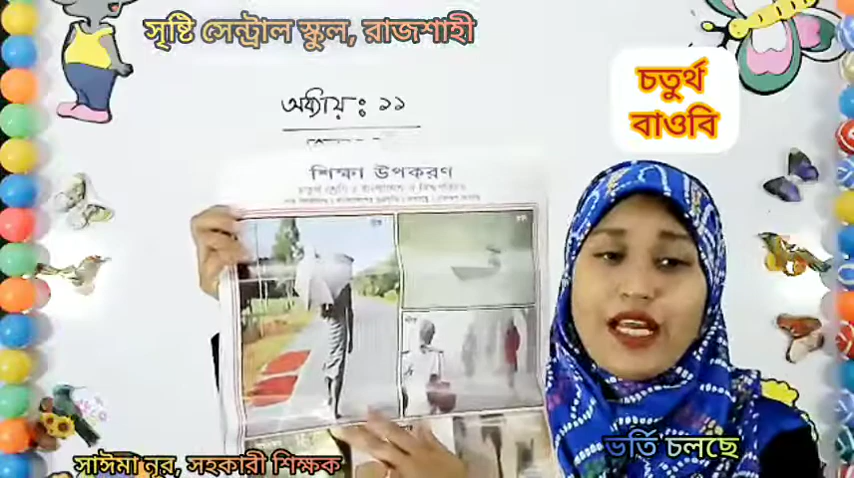 সৃষ্টি সেন্ট্রাল স্কুল, রাজশাহী
চতুর্থ
বাওবি
অধ্যায়ঃ ১১
শিক্ষা উপকরণ
ভর্তি চলছে
সাঈমা নূর, সহকারী শিক্ষক